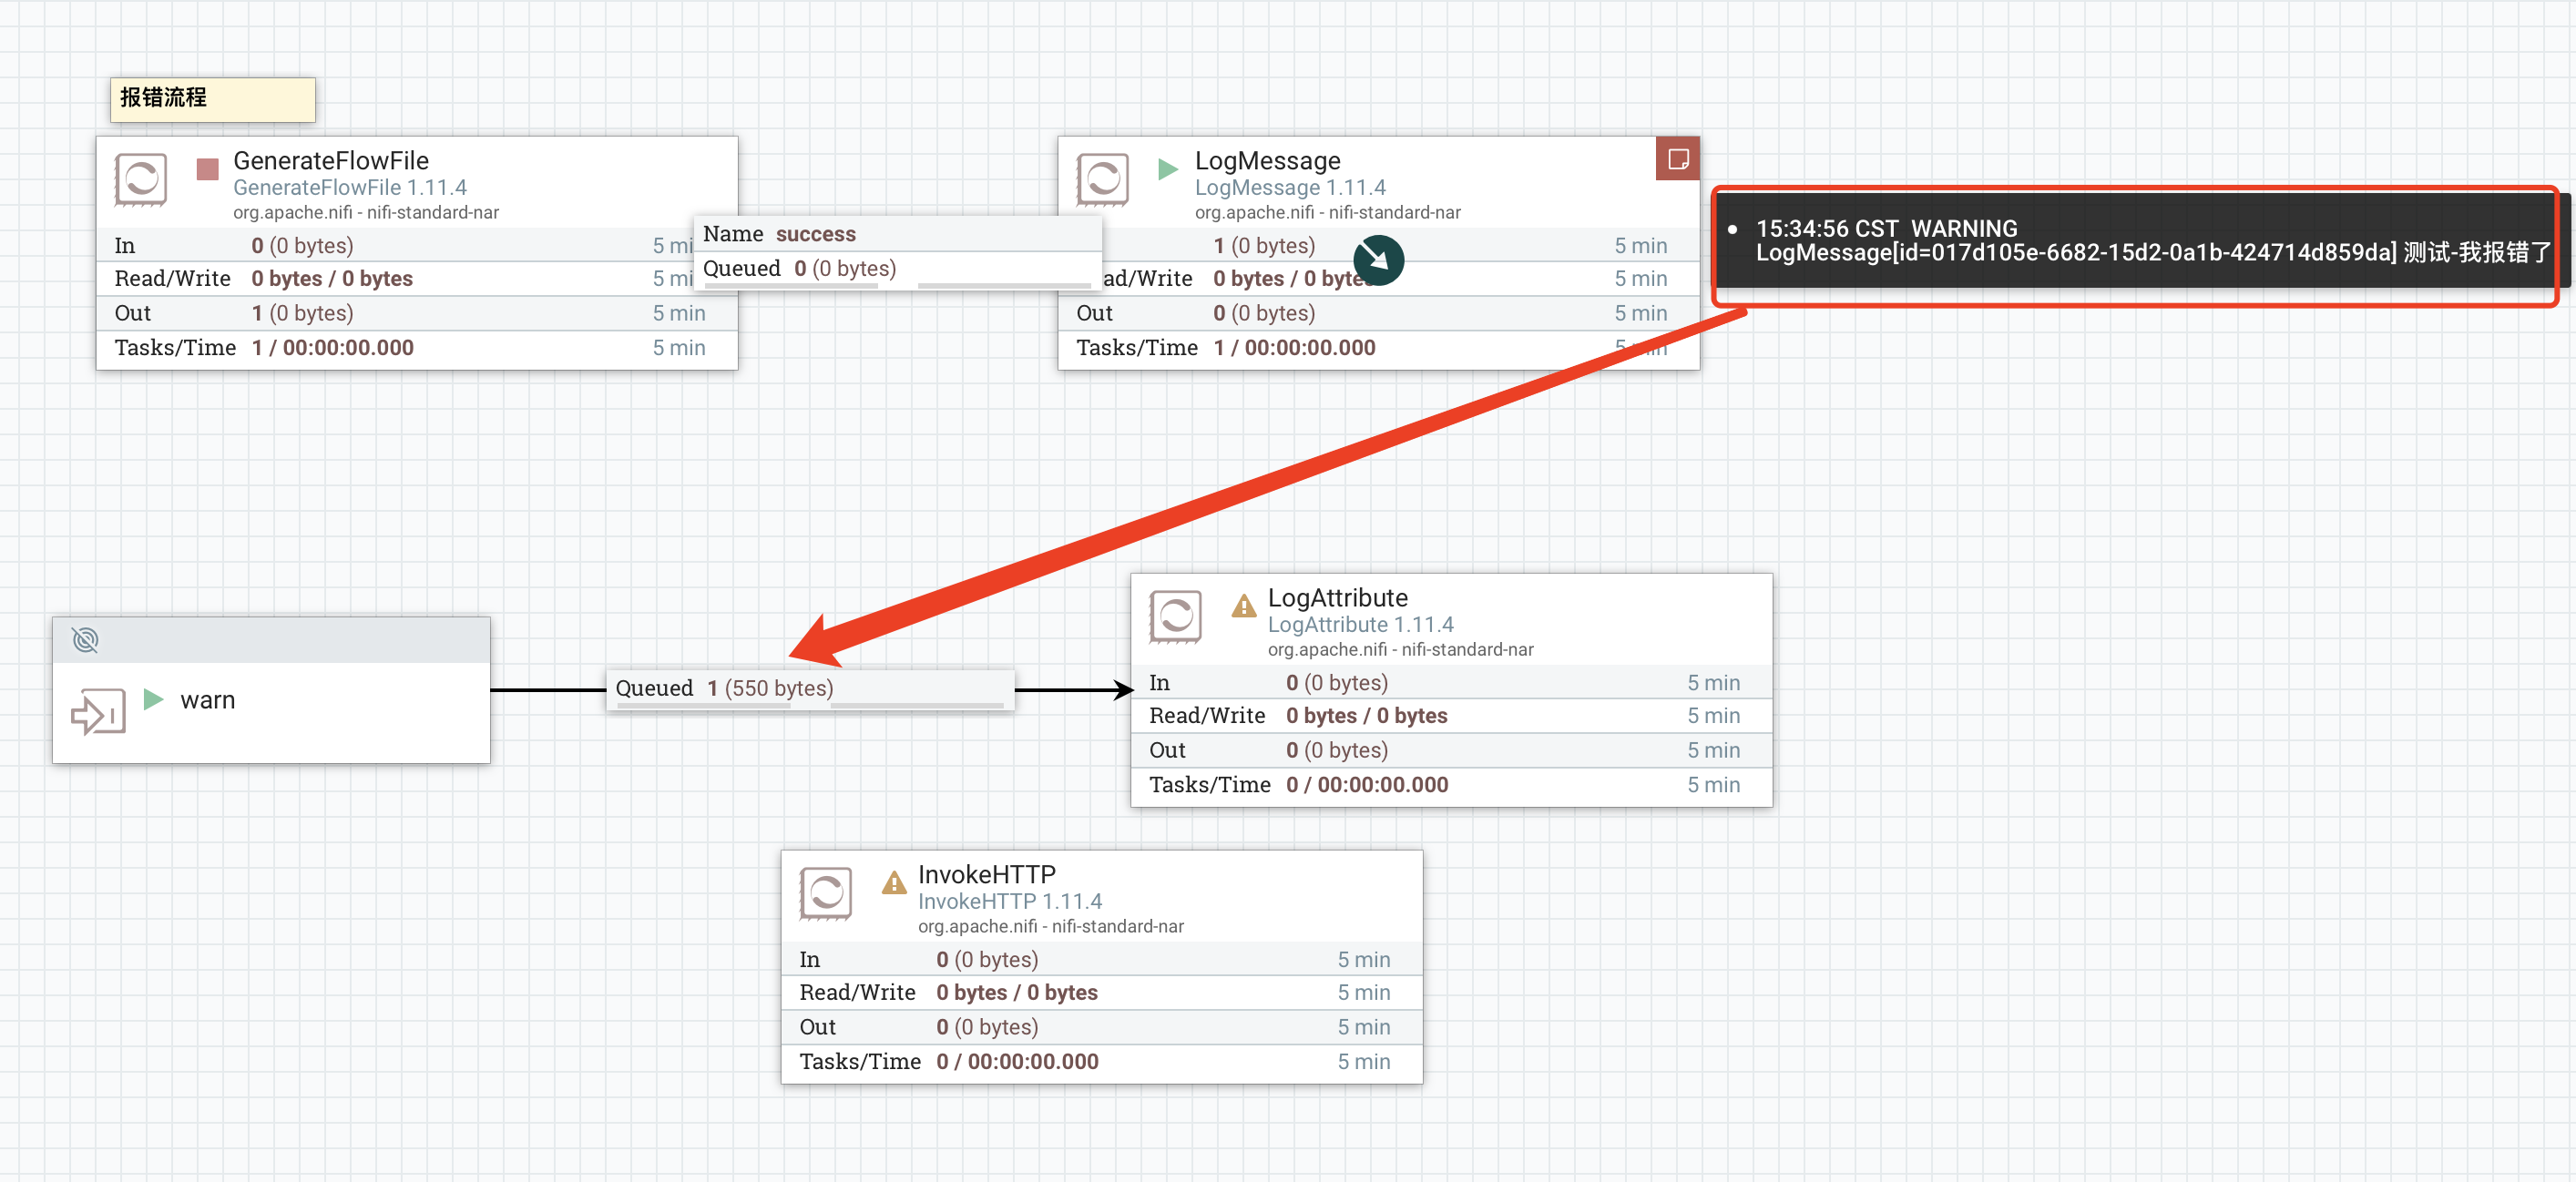 报错流程
GenerateFlowFile
GenerateFlowFile 1.11.4
org.apache.nifi - nifi-standard-nar
In 0 (0 bytes) 5 mi
Read/Write 0 bytes / 0 bytes 5 mi
Out 1 (0 bytes) 5 min
Tasks/Time 1 / 00:00:00.000 5 min
Name success
Queued 0 (0 bytes)
LogMessage
LogMessage 1.11.4
org.apache.nifi - nifi-standard-nar
1 (0 bytes) 5 min
ad/Write 0 bytes / 0 bytes 5 min
Out 0 (0 bytes) 5 min
Tasks/Time 1 / 00:00:00.000 5 min
15:34:56 CST WARNING
LogMessage[id=017d105e-6682-15d2-0a1b-424714d859da] 测试-我报错了
warn
Queued 1 (550 bytes)
LogAttribute
LogAttribute 1.11.4
org.apache.nifi - nifi-standard-nar
In 0 (0 bytes) 5 min
Read/Write 0 bytes / 0 bytes 5 min
Out 0 (0 bytes) 5 min
Tasks/Time 0 / 00:00:00.000 5 min
InvokeHTTP
InvokeHTTP 1.11.4
org.apache.nifi - nifi-standard-nar
In 0 (0 bytes) 5 min
Read/Write 0 bytes / 0 bytes 5 min
Out 0 (0 bytes) 5 min
Tasks/Time 0 / 00:00:00.000 5 min